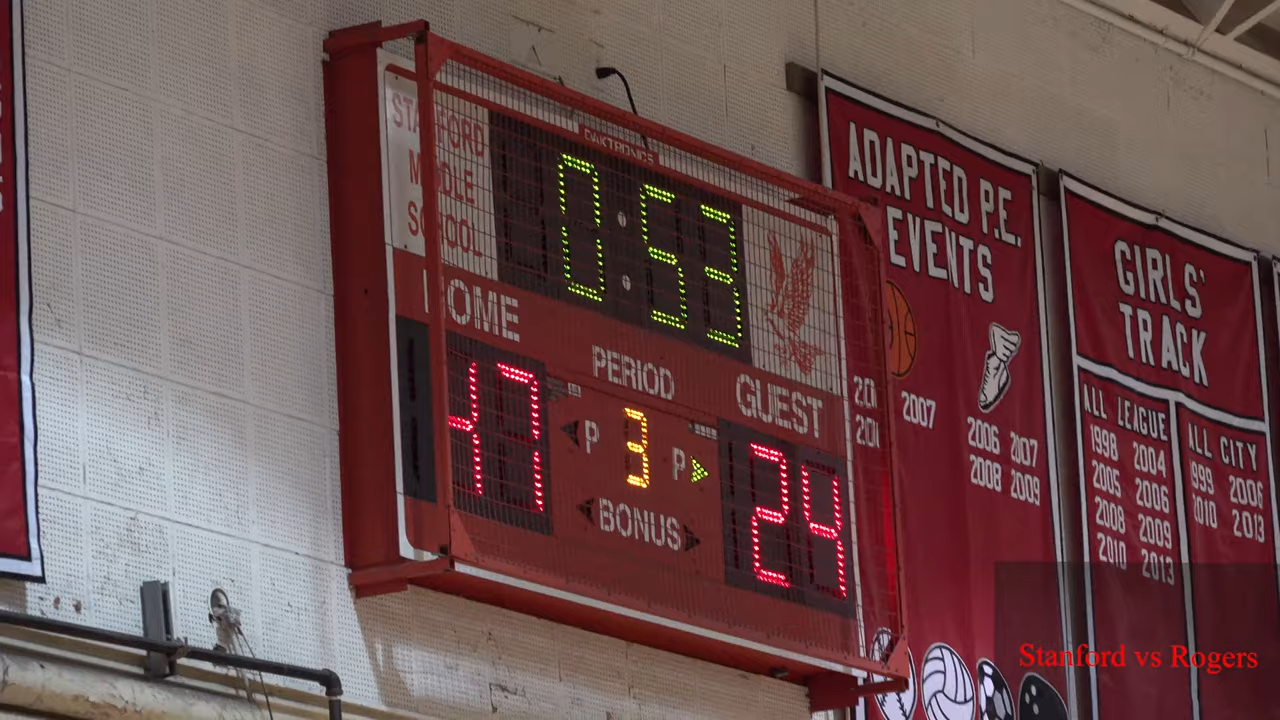 STANFORD
MIDDLE
SCHOOL
DAKTRONICS
0:53
HOME
PERIOD
GUEST
47
P 3 P
24
BONUS
ADAPTED P.E.
EVENTS
2007
2006 2007
2008 2009
GIRLS'
TRACK
ALL LEAGUE
1998 2004
2005 2006
2008 2009
2010 2013
ALL CITY
1999 2006
2010 2013
Stanford vs Rogers